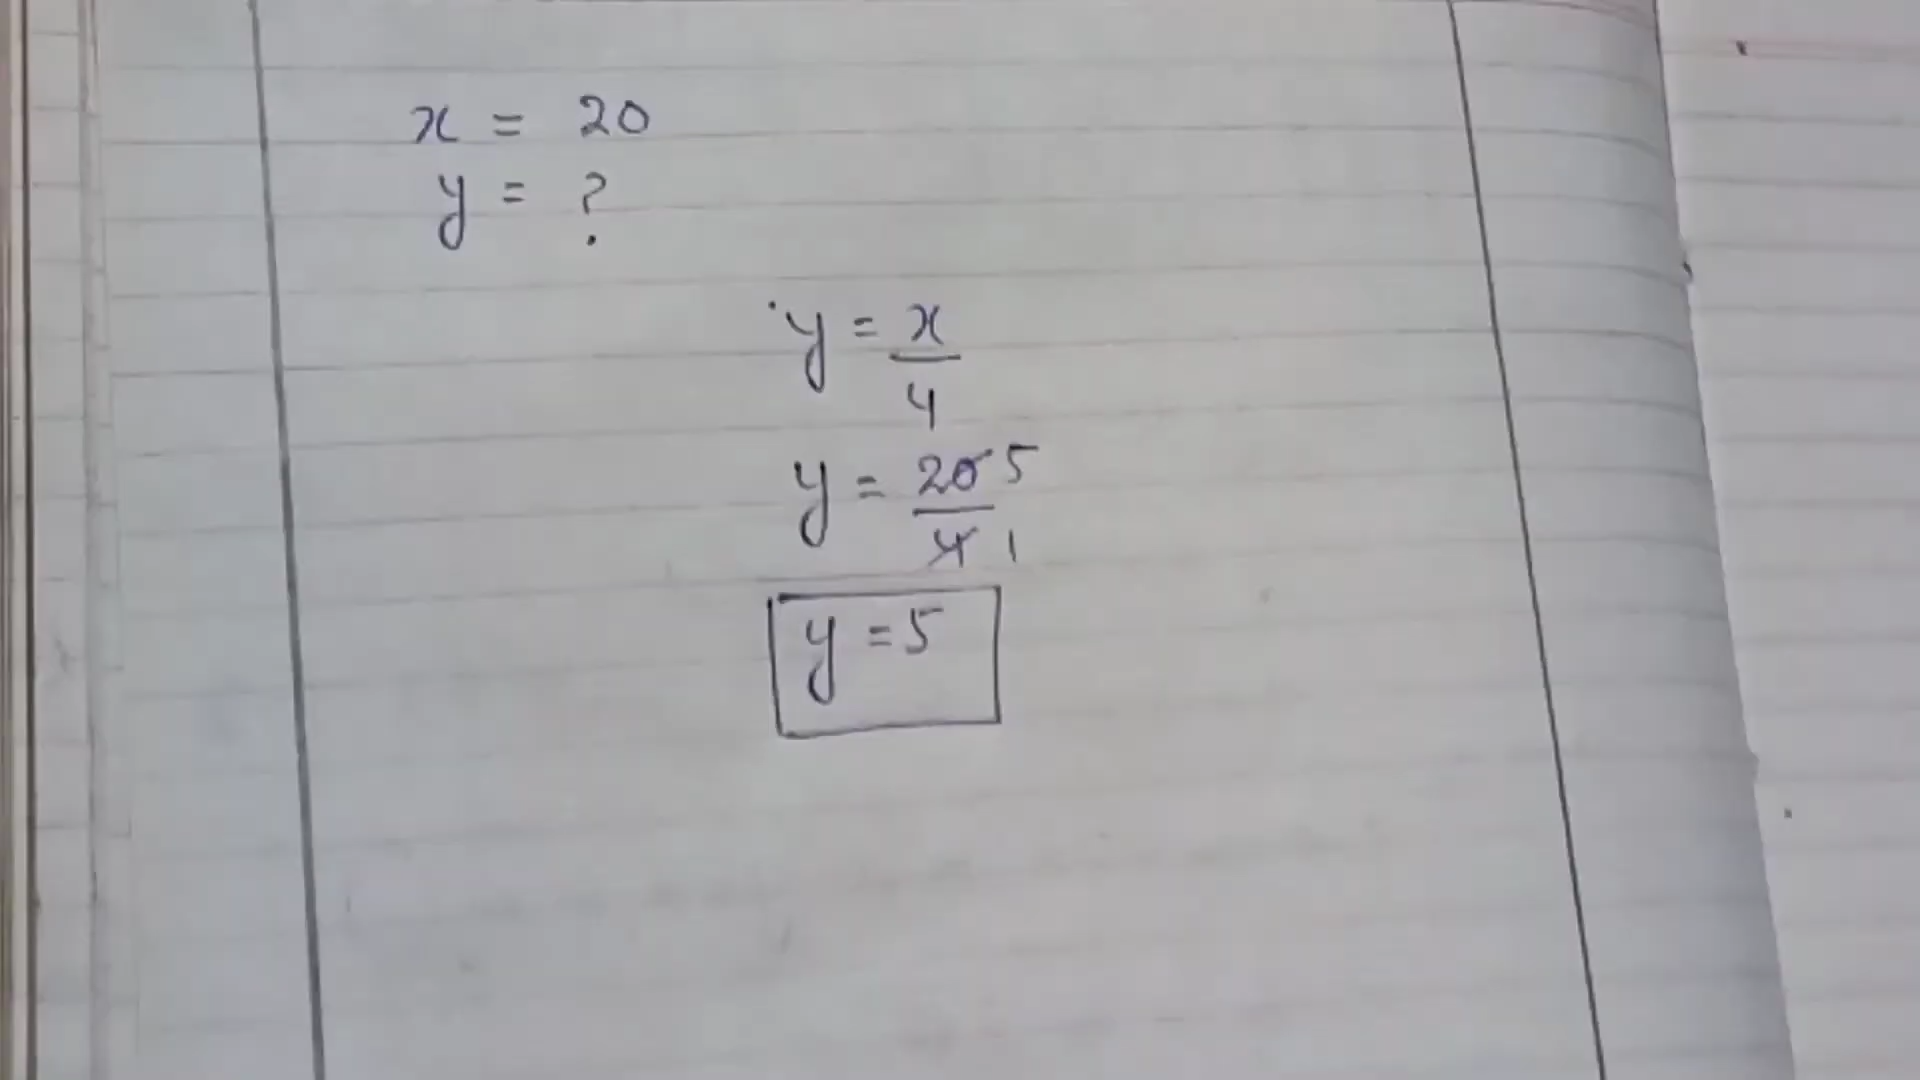 x = 20
y = ?
y = x/4
y = 20/4 5 1
y = 5